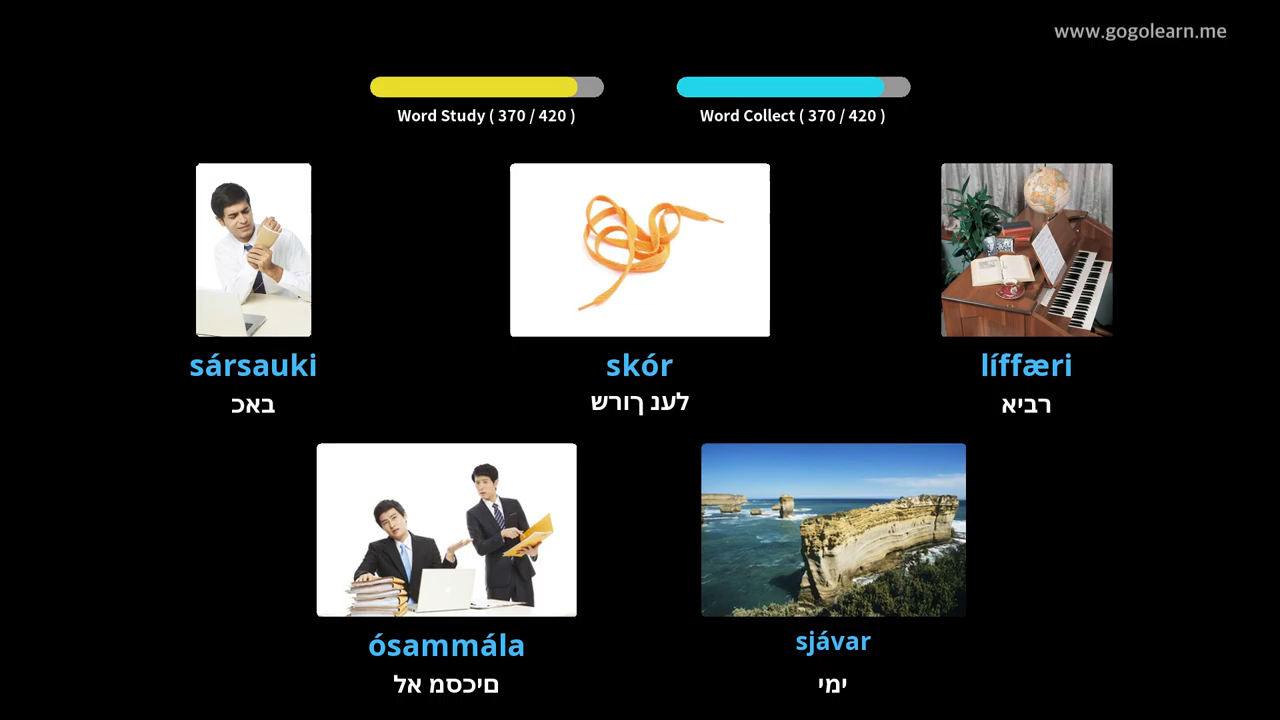 www.gogolearn.me
Word Study ( 370 / 420 )
Word Collect ( 370 / 420 )
sársauki
כאב
skór
שרוך נעל
líffæri
איבר
ósammála
לא מסכים
sjávar
ימי